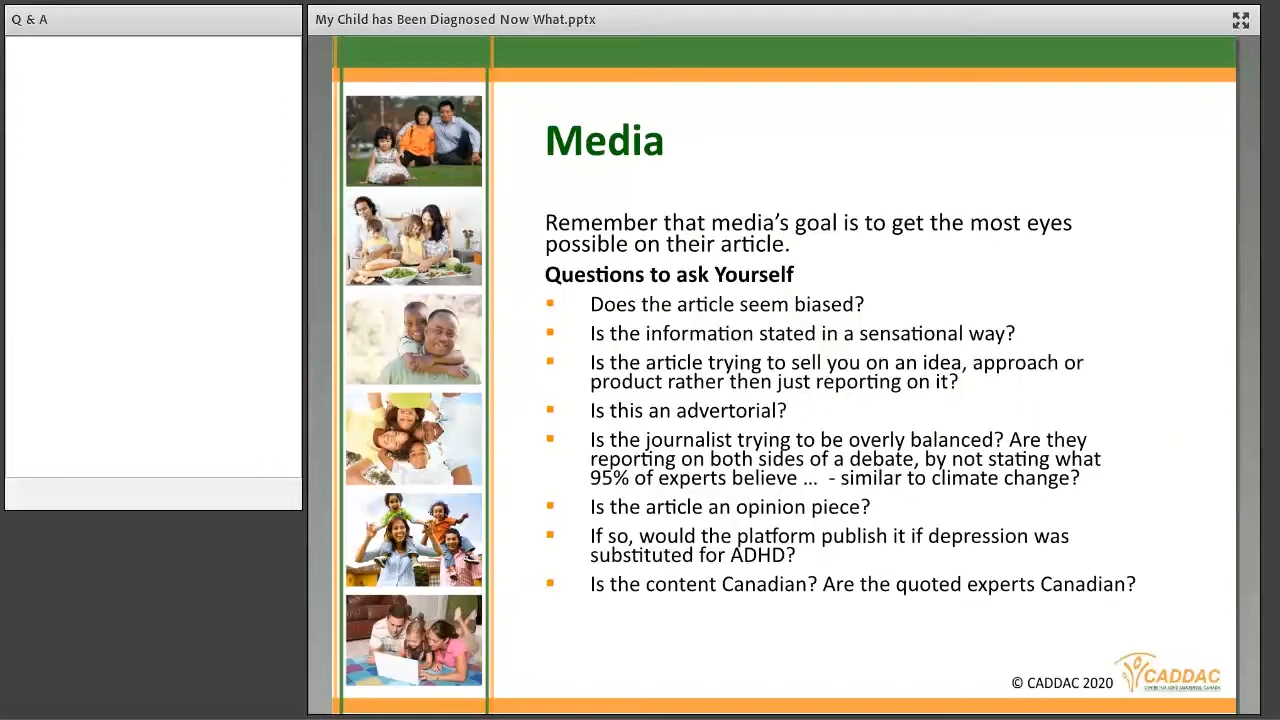 Q & A
My Child has Been Diagnosed Now What.pptx
Media
Remember that media's goal is to get the most eyes
possible on their article.
Questions to ask Yourself
Does the article seem biased?
Is the information stated in a sensational way?
Is the article trying to sell you on an idea, approach or
product rather then just reporting on it?
Is this an advertorial?
Is the journalist trying to be overly balanced? Are they
reporting on both sides of a debate, by not stating what
95% of experts believe ...  - similar to climate change?
Is the article an opinion piece?
If so, would the platform publish it if depression was
substituted for ADHD?
Is the content Canadian? Are the quoted experts Canadian?
© CADDAC 2020
CADDAC
CENTRE FOR ADHD AWARENESS, CANADA